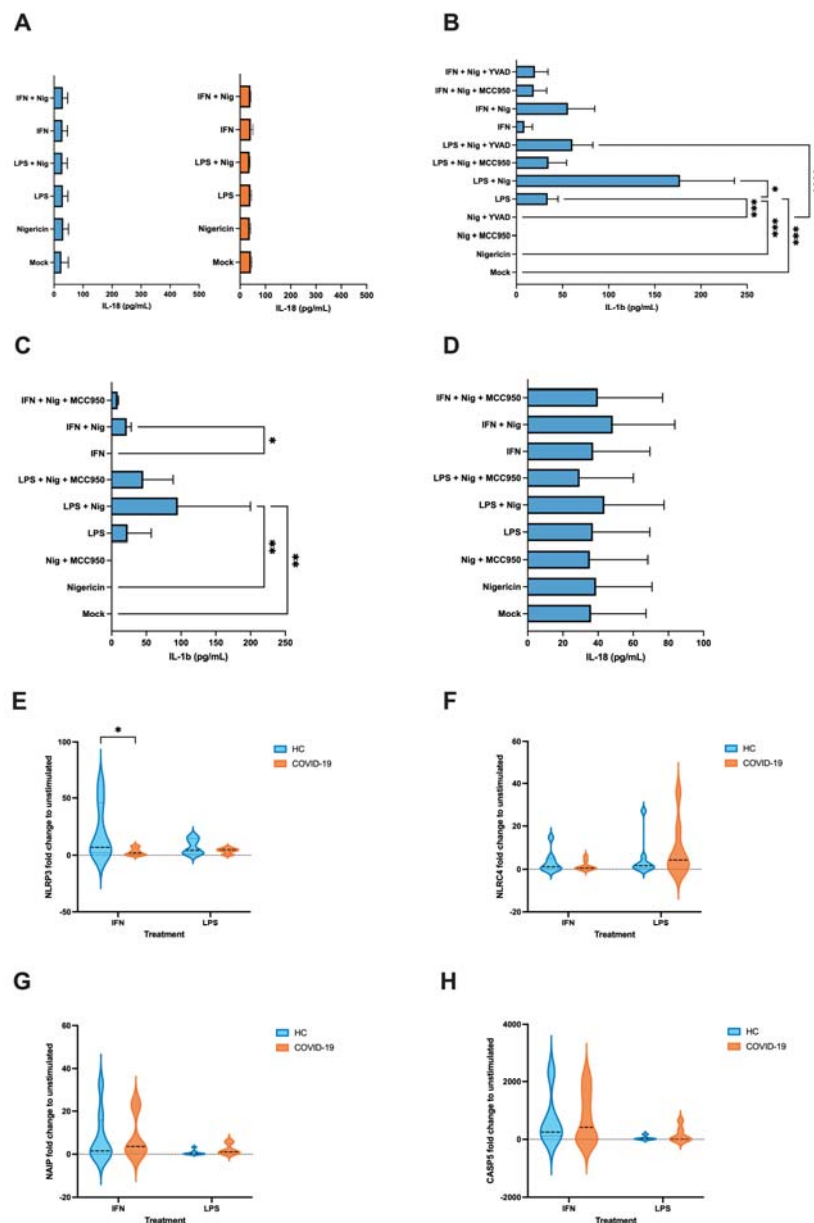 A
IFN + Nig
IFN
LPS + Nig
LPS
Nigericin
Mock
0 100 200 300 400 500
IL-18 (pg/mL)
IFN + Nig
IFN
LPS + Nig
LPS
Nigericin
Mock
0 100 200 300 400 500
IL-18 (pg/mL)
B
IFN + Nig + YVAD
IFN + Nig + MCC950
IFN + Nig
IFN
LPS + Nig + YVAD
LPS + Nig + MCC950
LPS + Nig
LPS
Nig + YVAD
Nig + MCC950
Nigericin
Mock
*
***
***
***
0 50 100 150 200 250
IL-1b (pg/mL)
C
IFN + Nig + MCC950
IFN + Nig
IFN
LPS + Nig + MCC950
LPS + Nig
LPS
Nig + MCC950
Nigericin
Mock
*
**
**
0 50 100 150 200 250
IL-1b (pg/mL)
D
IFN + Nig + MCC950
IFN + Nig
IFN
LPS + Nig + MCC950
LPS + Nig
LPS
Nig + MCC950
Nigericin
Mock
0 20 40 60 80 100
IL-18 (pg/mL)
E
NLRP3 fold change to unstimulated
100
50
0
-50
*
IFN LPS
Treatment
HC
COVID-19
F
NLRC4 fold change to unstimulated
60
40
20
0
-20
IFN LPS
Treatment
HC
COVID-19
G
NAIP fold change to unstimulated
60
40
20
0
-20
IFN LPS
Treatment
HC
COVID-19
H
CASP5 fold change to unstimulated
4000
2000
0
-2000
IFN LPS
Treatment
HC
COVID-19